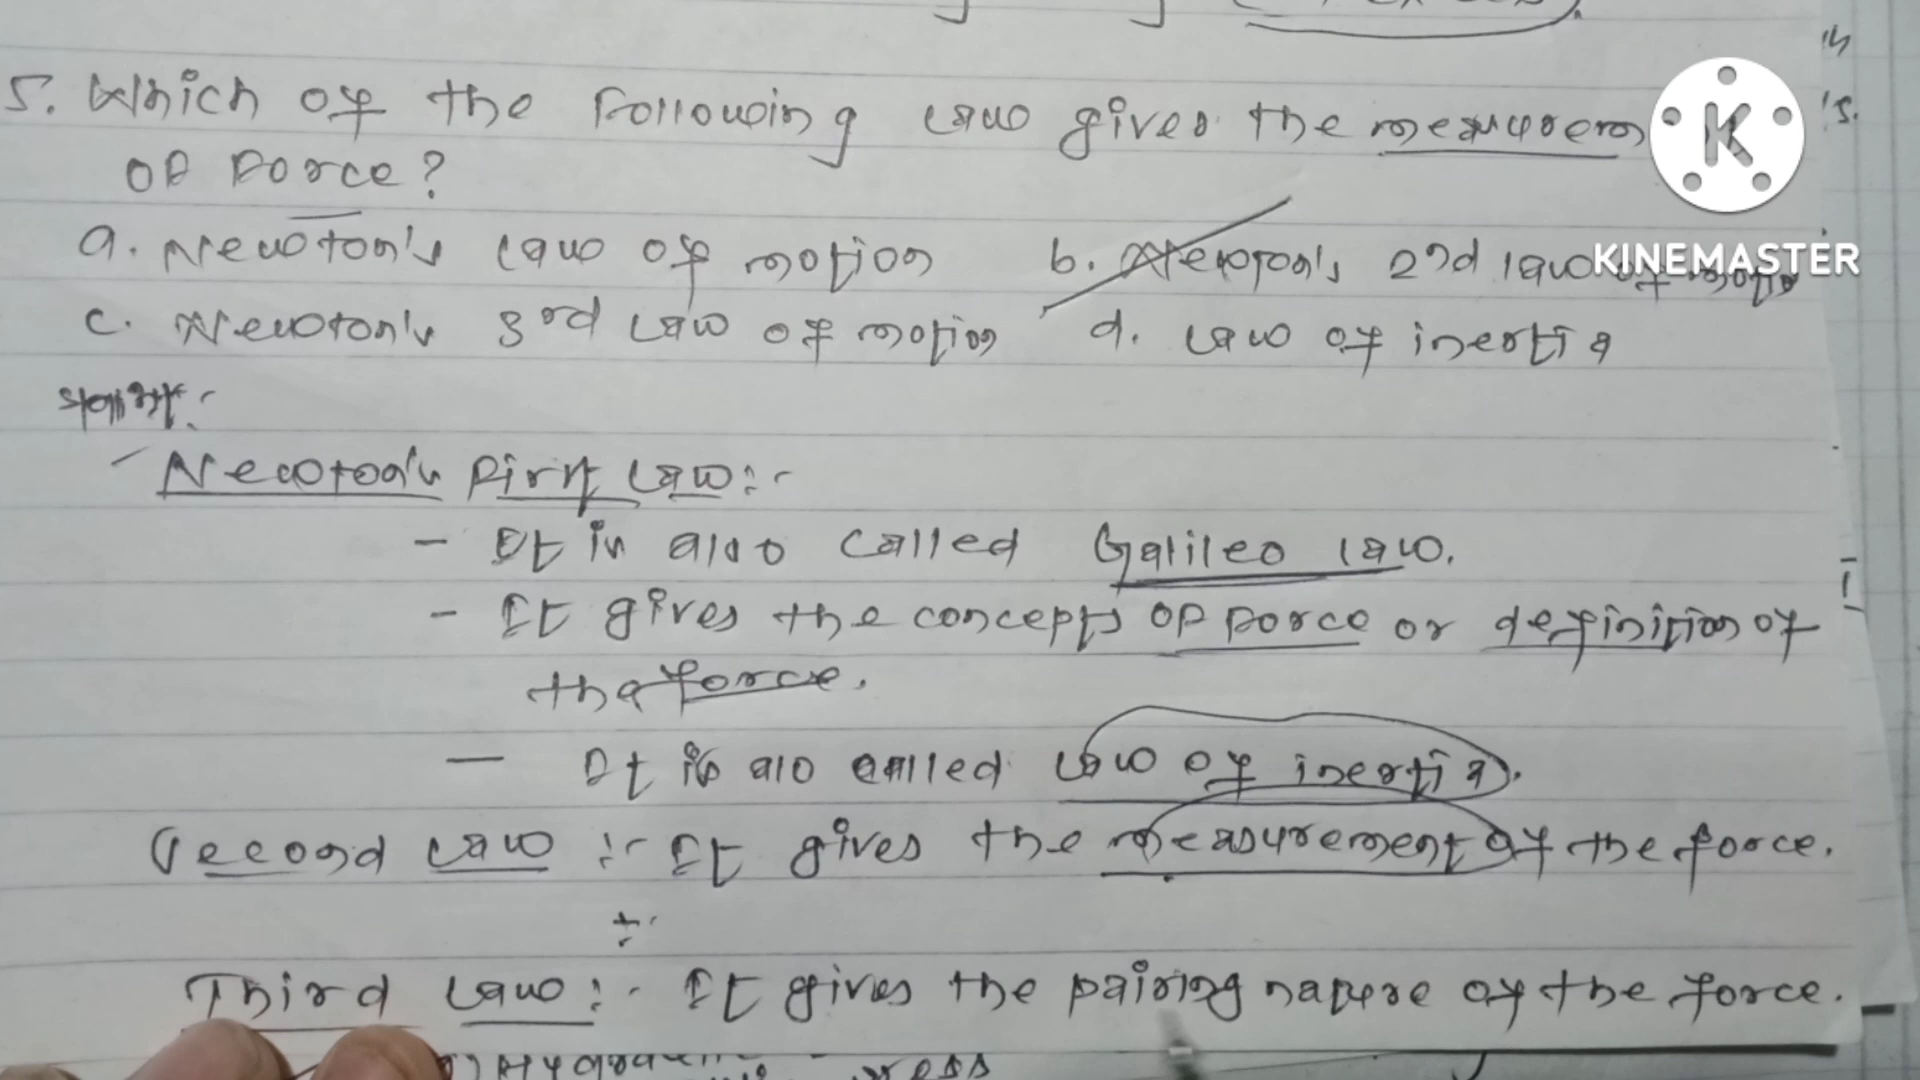 5. Which of the following law gives the measurem
of force?
a. Newton's law of motion b. Newton's 2nd law of motion
c. Newton's 3rd law of motion d. law of inertia
Newton's first law:-
- It is also called Galileo law.
- It gives the concepts of force or definition of
the force.
- It is also called law of inertia.
Second law :- It gives the measurement of the force.
Third law :- It gives the pairing nature of the force.
K
KINEMASTER